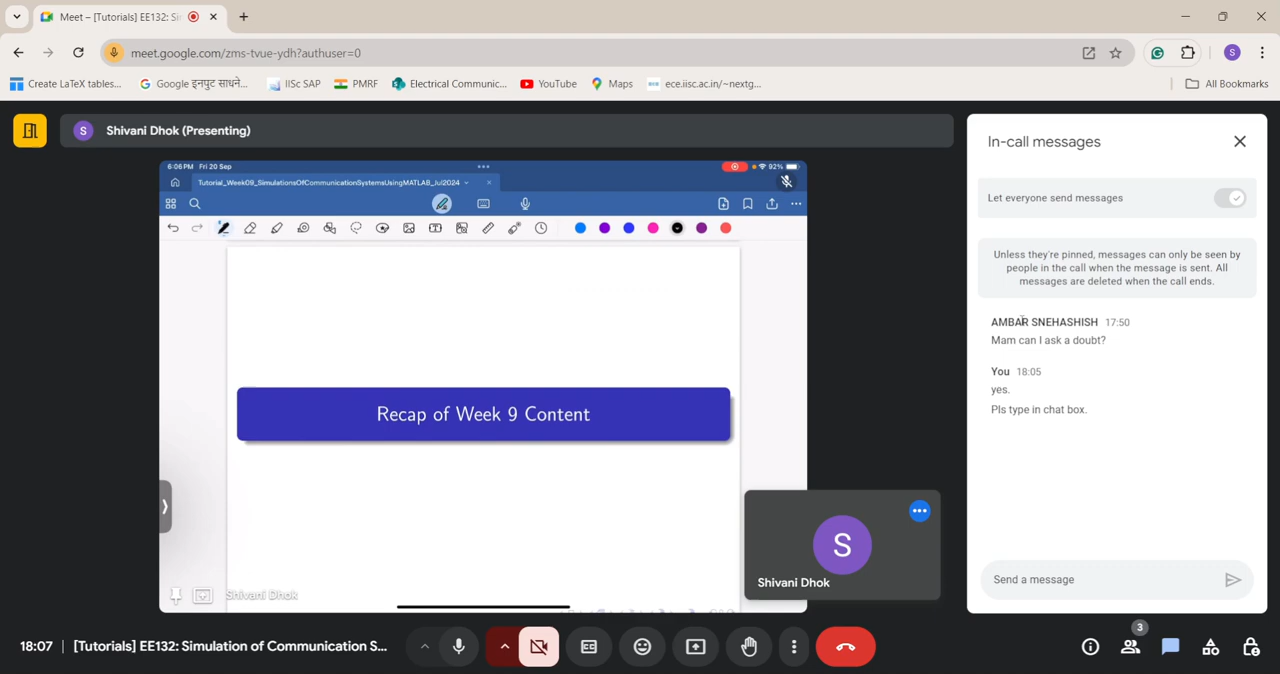 Meet – [Tutorials] EE132: Si
meet.google.com/zms-tvue-ydh?authuser=0
S
Create LaTeX tables...
Google इनपुट साधने...
IISc SAP
PMRF
Electrical Communic...
YouTube
Maps
ece.iisc.ac.in/~nextg...
All Bookmarks
S
Shivani Dhok (Presenting)
6:06 PM Fri 20 Sep
92%
Tutorial_Week09_SimulationsOfCommunicationSystemsUsingMATLAB_Jul2024
Recap of Week 9 Content
Shivani Dhok
S
Shivani Dhok
In-call messages
Let everyone send messages
Unless they're pinned, messages can only be seen by
people in the call when the message is sent. All
messages are deleted when the call ends.
AMBAR SNEHASHISH 17:50
Mam can I ask a doubt?
You 18:05
yes.
Pls type in chat box.
Send a message
18:07 | [Tutorials] EE132: Simulation of Communication S...
3